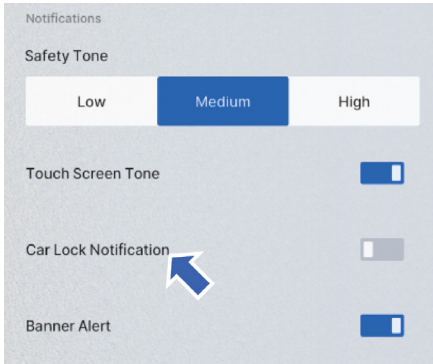 Notifications
Safety Tone
Low Medium High
Touch Screen Tone
Car Lock Notification
Banner Alert